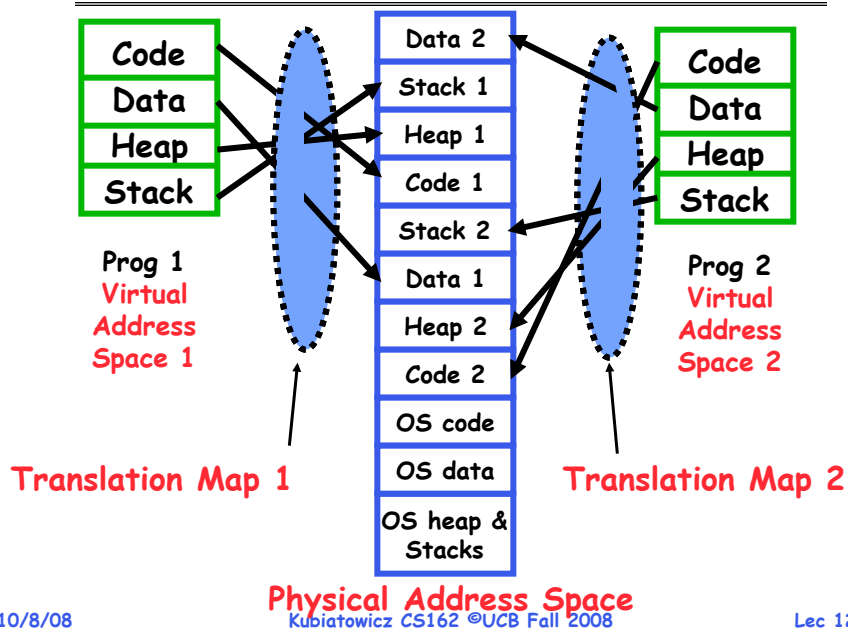 Code
Data
Heap
Stack
Prog 1
Virtual
Address
Space 1
Data 2
Stack 1
Heap 1
Code 1
Stack 2
Data 1
Heap 2
Code 2
OS code
OS data
OS heap &
Stacks
Code
Data
Heap
Stack
Prog 2
Virtual
Address
Space 2
Translation Map 1
Translation Map 2
Physical Address Space
10/8/08
Kubiatowicz CS162 ©UCB Fall 2008
Lec 12